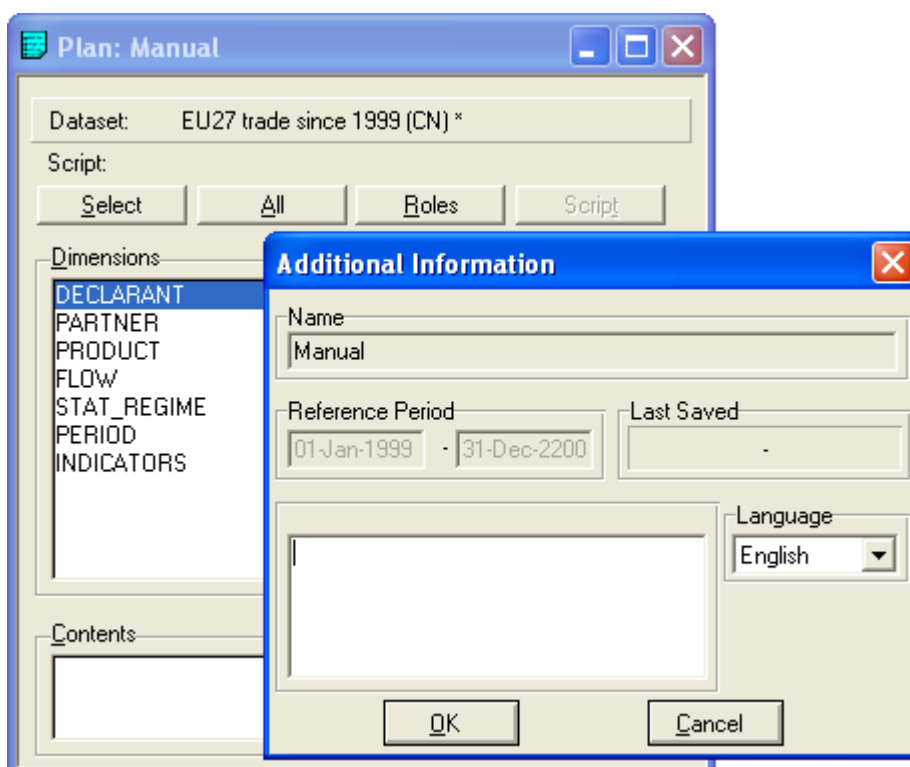 Plan: Manual
Dataset: EU27 trade since 1999 (CN) *
Script:
Select All Roles Script
Dimensions
DECLARANT
PARTNER
PRODUCT
FLOW
STAT_REGIME
PERIOD
INDICATORS
Contents
Additional Information
Name
Manual
Reference Period Last Saved
01-Jan-1999 - 31-Dec-2200 -
Language
English
OK Cancel